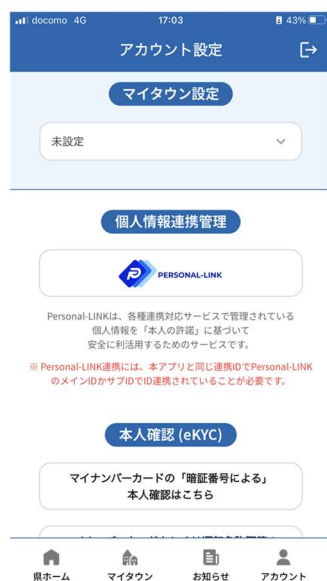 docomo 4G 17:03 43%
アカウント設定
マイタウン設定
未設定
個人情報連携管理
PERSONAL-LINK
Personal-LINKは、各種連携対応サービスで管理されている
個人情報を「本人の許諾」に基づいて
安全に利活用するためのサービスです。
※ Personal-LINK連携には、本アプリと同じ連携IDでPersonal-LINK
のメインIDかサブIDでID連携されていることが必要です。
本人確認 (eKYC)
マイナンバーカードの「暗証番号による」
本人確認はこちら
県ホーム マイタウン お知らせ アカウント